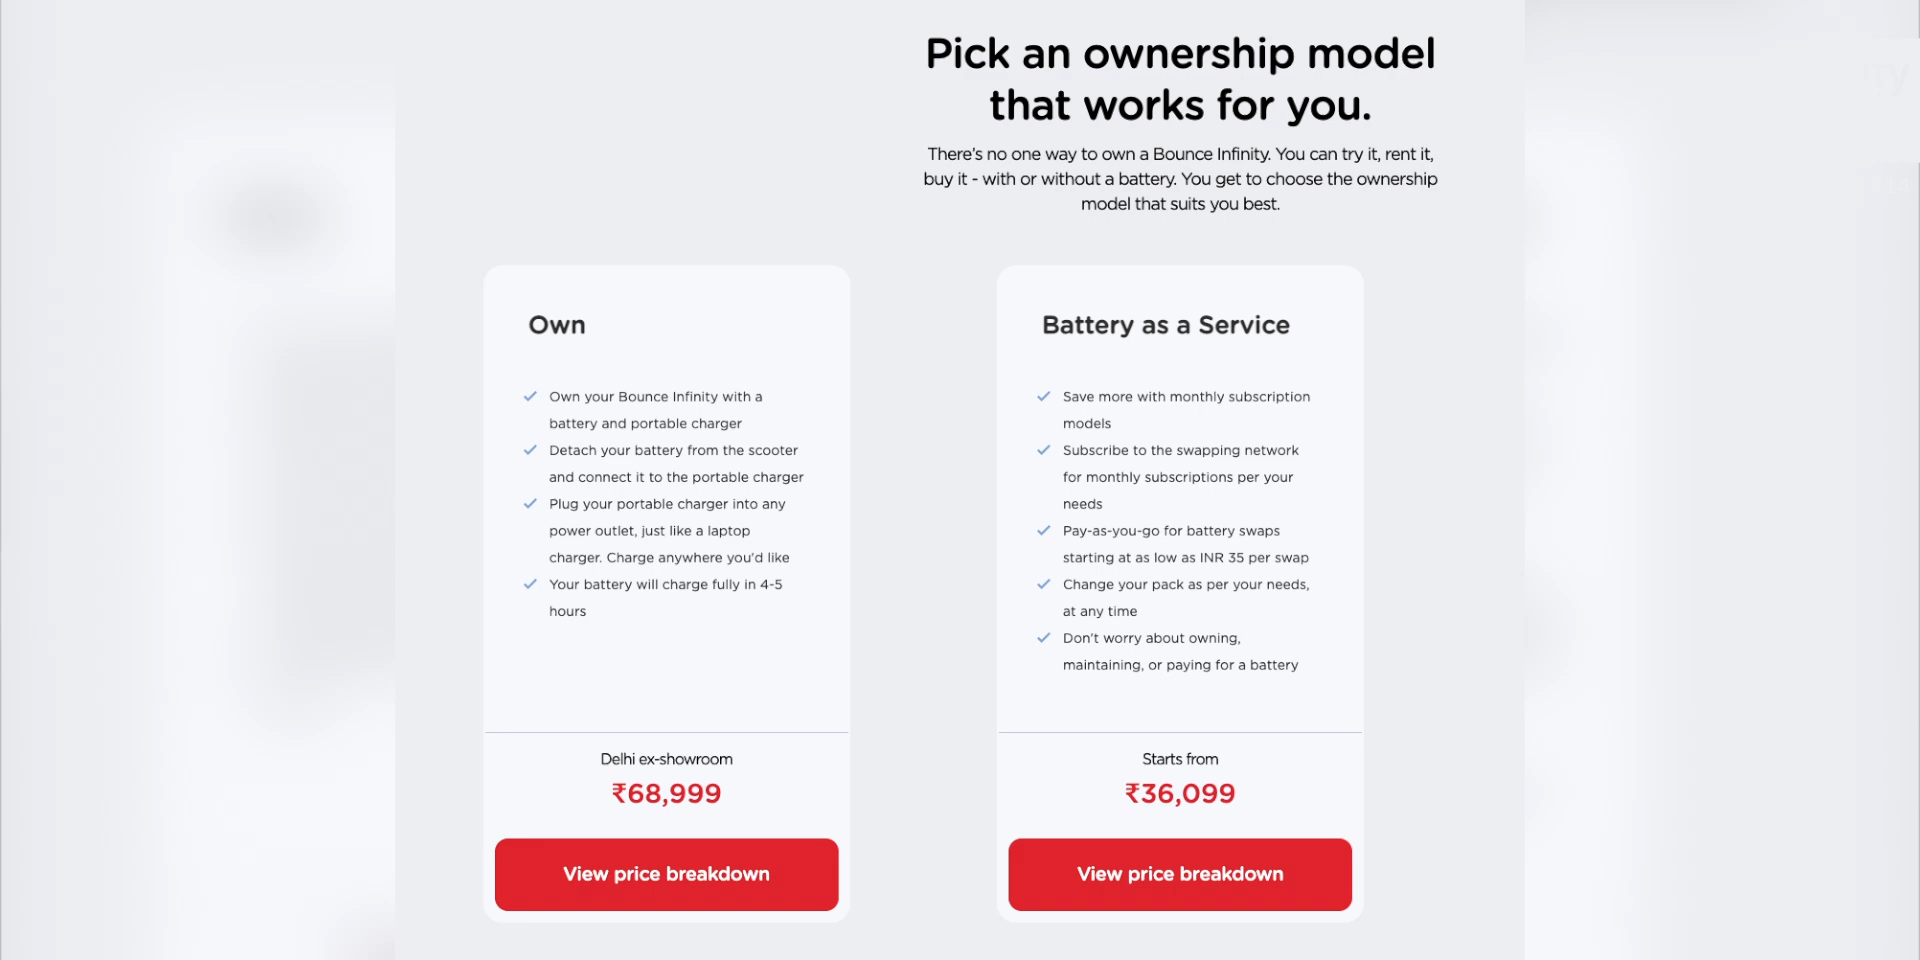 Pick an ownership model
that works for you.
There's no one way to own a Bounce Infinity. You can try it, rent it,
buy it - with or without a battery. You get to choose the ownership
model that suits you best.
Own
Own your Bounce Infinity with a
battery and portable charger
Detach your battery from the scooter
and connect it to the portable charger
Plug your portable charger into any
power outlet, just like a laptop
charger. Charge anywhere you'd like
Your battery will charge fully in 4-5
hours
Delhi ex-showroom
₹68,999
View price breakdown
Battery as a Service
Save more with monthly subscription
models
Subscribe to the swapping network
for monthly subscriptions per your
needs
Pay-as-you-go for battery swaps
starting at as low as INR 35 per swap
Change your pack as per your needs,
at any time
Don't worry about owning,
maintaining, or paying for a battery
Starts from
₹36,099
View price breakdown